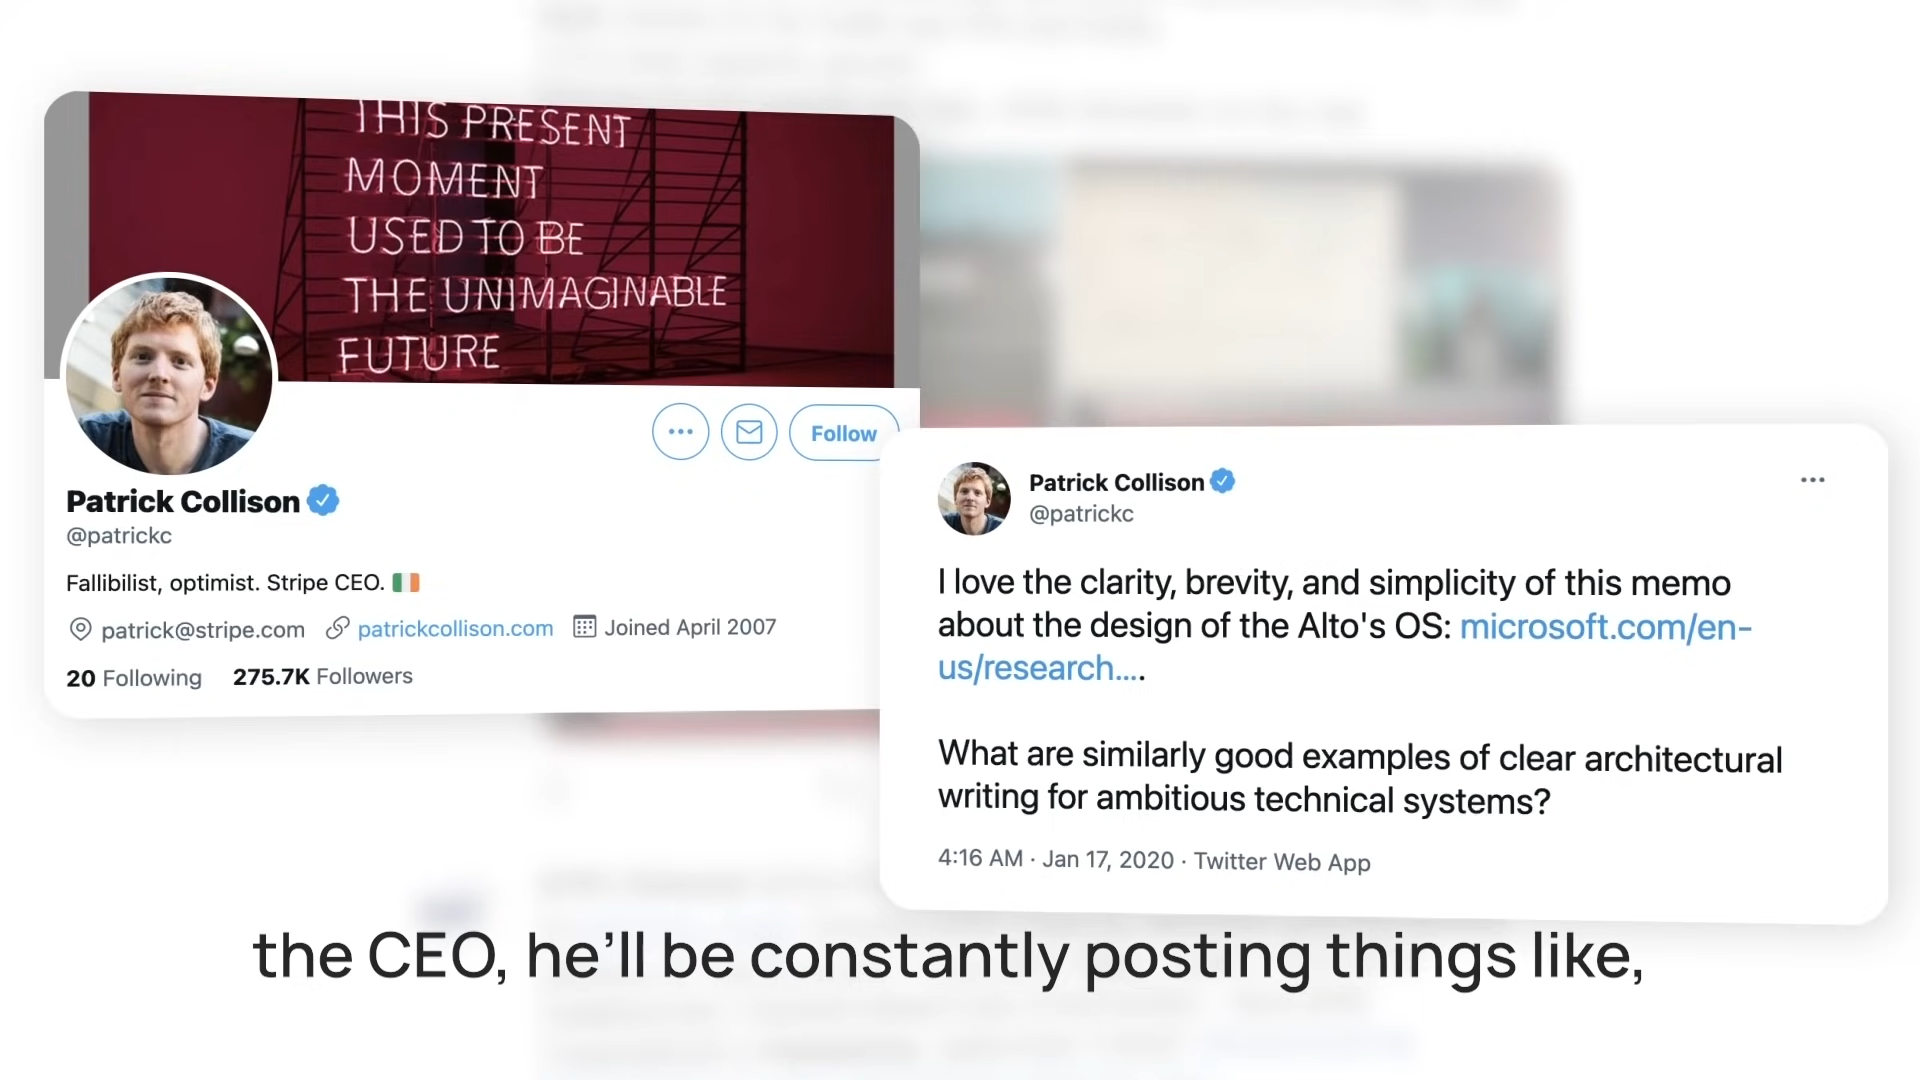 THIS PRESENT
MOMENT
USED TO BE
THE UNIMAGINABLE
FUTURE
Follow
Patrick Collison
@patrickc
Fallibilist, optimist. Stripe CEO. 🇮🇪
patrick@stripe.com patrickcollison.com Joined April 2007
20 Following 275.7K Followers
Patrick Collison
@patrickc
I love the clarity, brevity, and simplicity of this memo
about the design of the Alto's OS: microsoft.com/en-
us/research….
What are similarly good examples of clear architectural
writing for ambitious technical systems?
4:16 AM · Jan 17, 2020 · Twitter Web App
the CEO, he’ll be constantly posting things like,